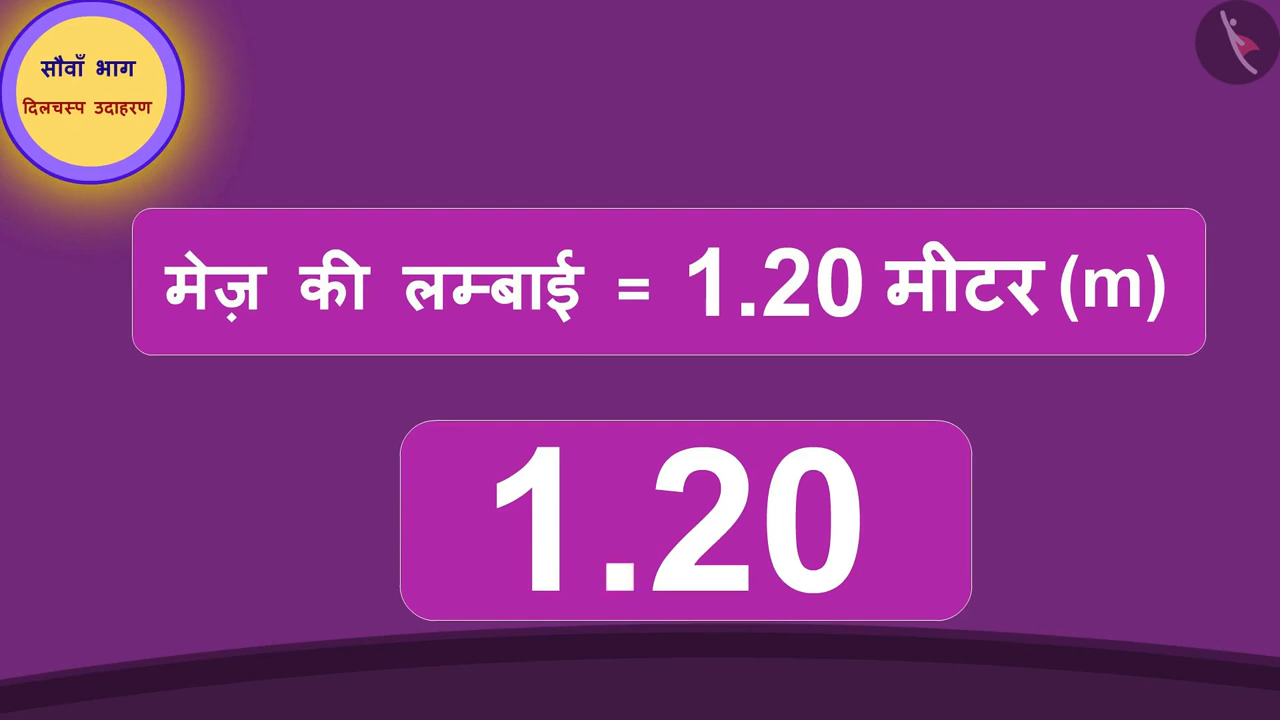 सौवाँ भाग
दिलचस्प उदाहरण
मेज़ की लम्बाई = 1.20 मीटर (m)
1.20